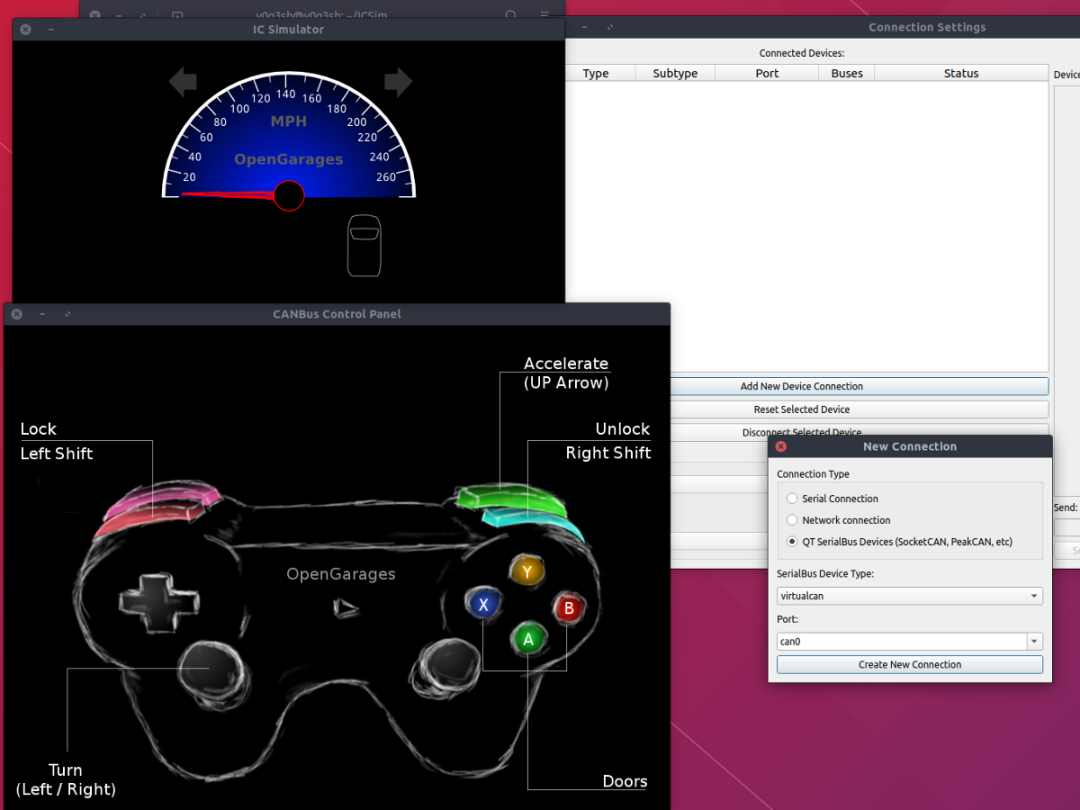 y0g3sh@y0g3sh: ~/ICSim
IC Simulator
20
40
60
80
100
120
140
160
180
200
220
240
260
MPH
OpenGarages
Connection Settings
Connected Devices:
Type Subtype Port Buses Status
Device
Add New Device Connection
Reset Selected Device
Disconnect Selected Device
Send:
New Connection
Connection Type
Serial Connection
Network connection
QT SerialBus Devices (SocketCAN, PeakCAN, etc)
SerialBus Device Type:
virtualcan
Port:
can0
Create New Connection
CANBus Control Panel
Accelerate
(UP Arrow)
Lock
Left Shift
Unlock
Right Shift
OpenGarages
Y
X
B
A
Turn
(Left / Right)
Doors